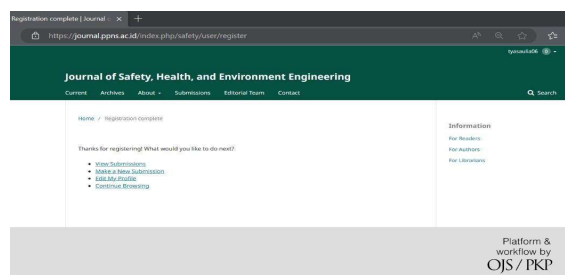 Registration complete | Journal
https://journal.ppns.ac.id/index.php/safety/user/register
tyasaulia06 0
Journal of Safety, Health, and Environment Engineering
Current Archives About Submissions Editorial Team Contact Search
Home / Registration complete
Thanks for registering! What would you like to do next?
View Submissions
Make a New Submission
Edit My Profile
Continue Browsing
Information
For Readers
For Authors
For Librarians
Platform &
workflow by
OJS / PKP